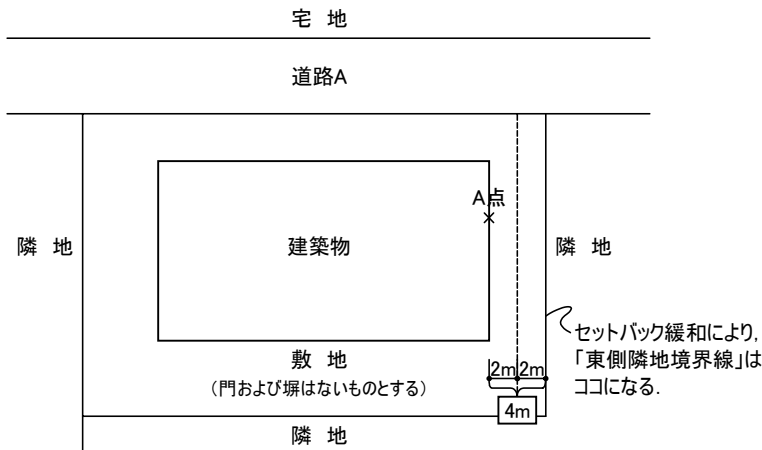 宅 地
道路A
A点
隣 地
建築物
隣 地
セットバック緩和により,
「東側隣地境界線」は
ココになる.
敷 地
2m 2m
(門および塀はないものとする)
4m
隣 地